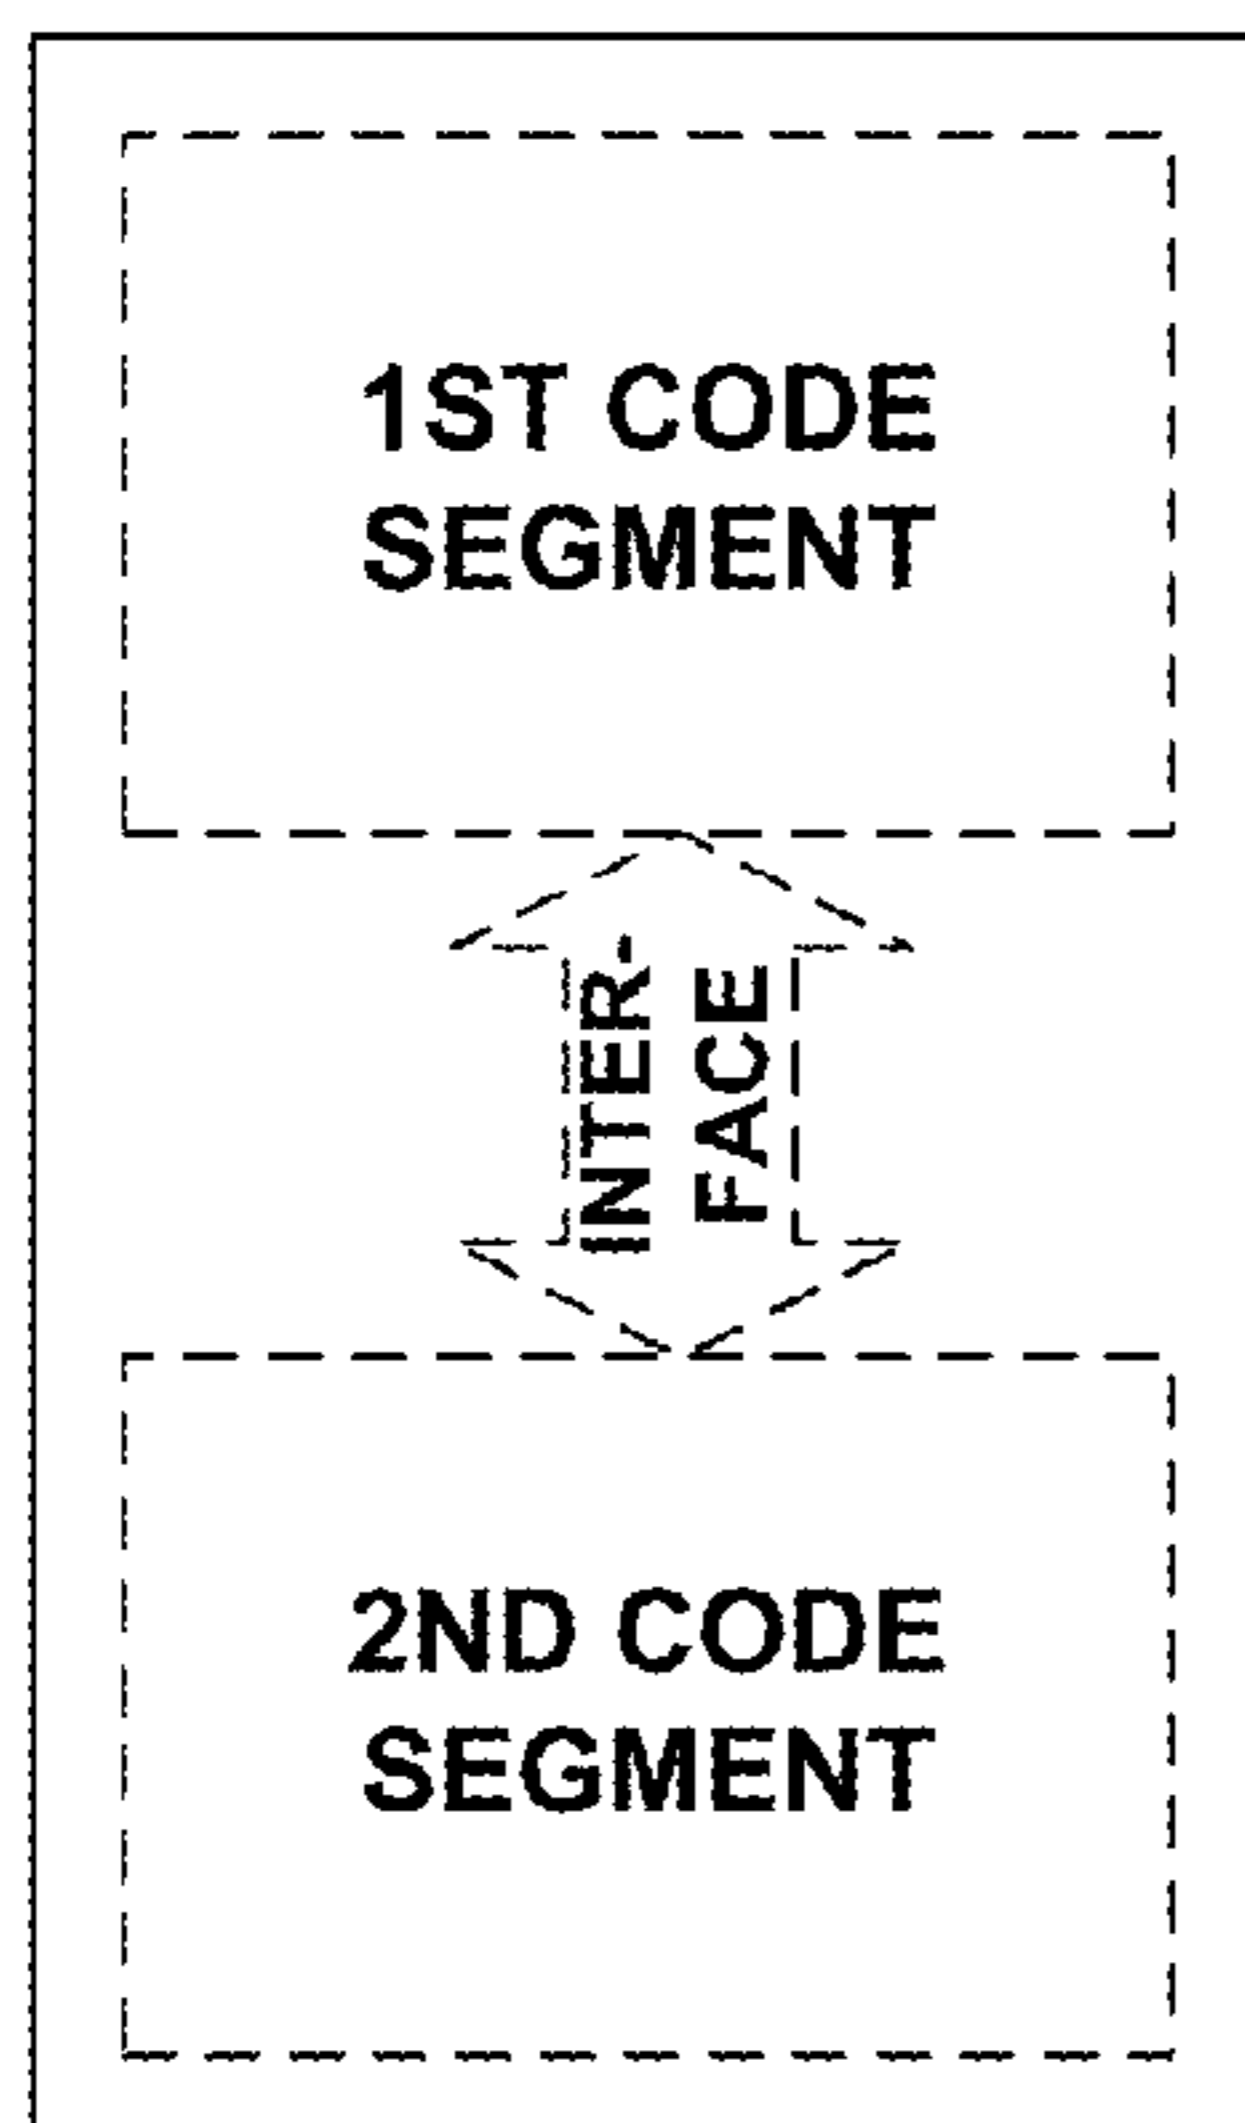 1ST CODE
SEGMENT
INTER-
FACE
2ND CODE
SEGMENT